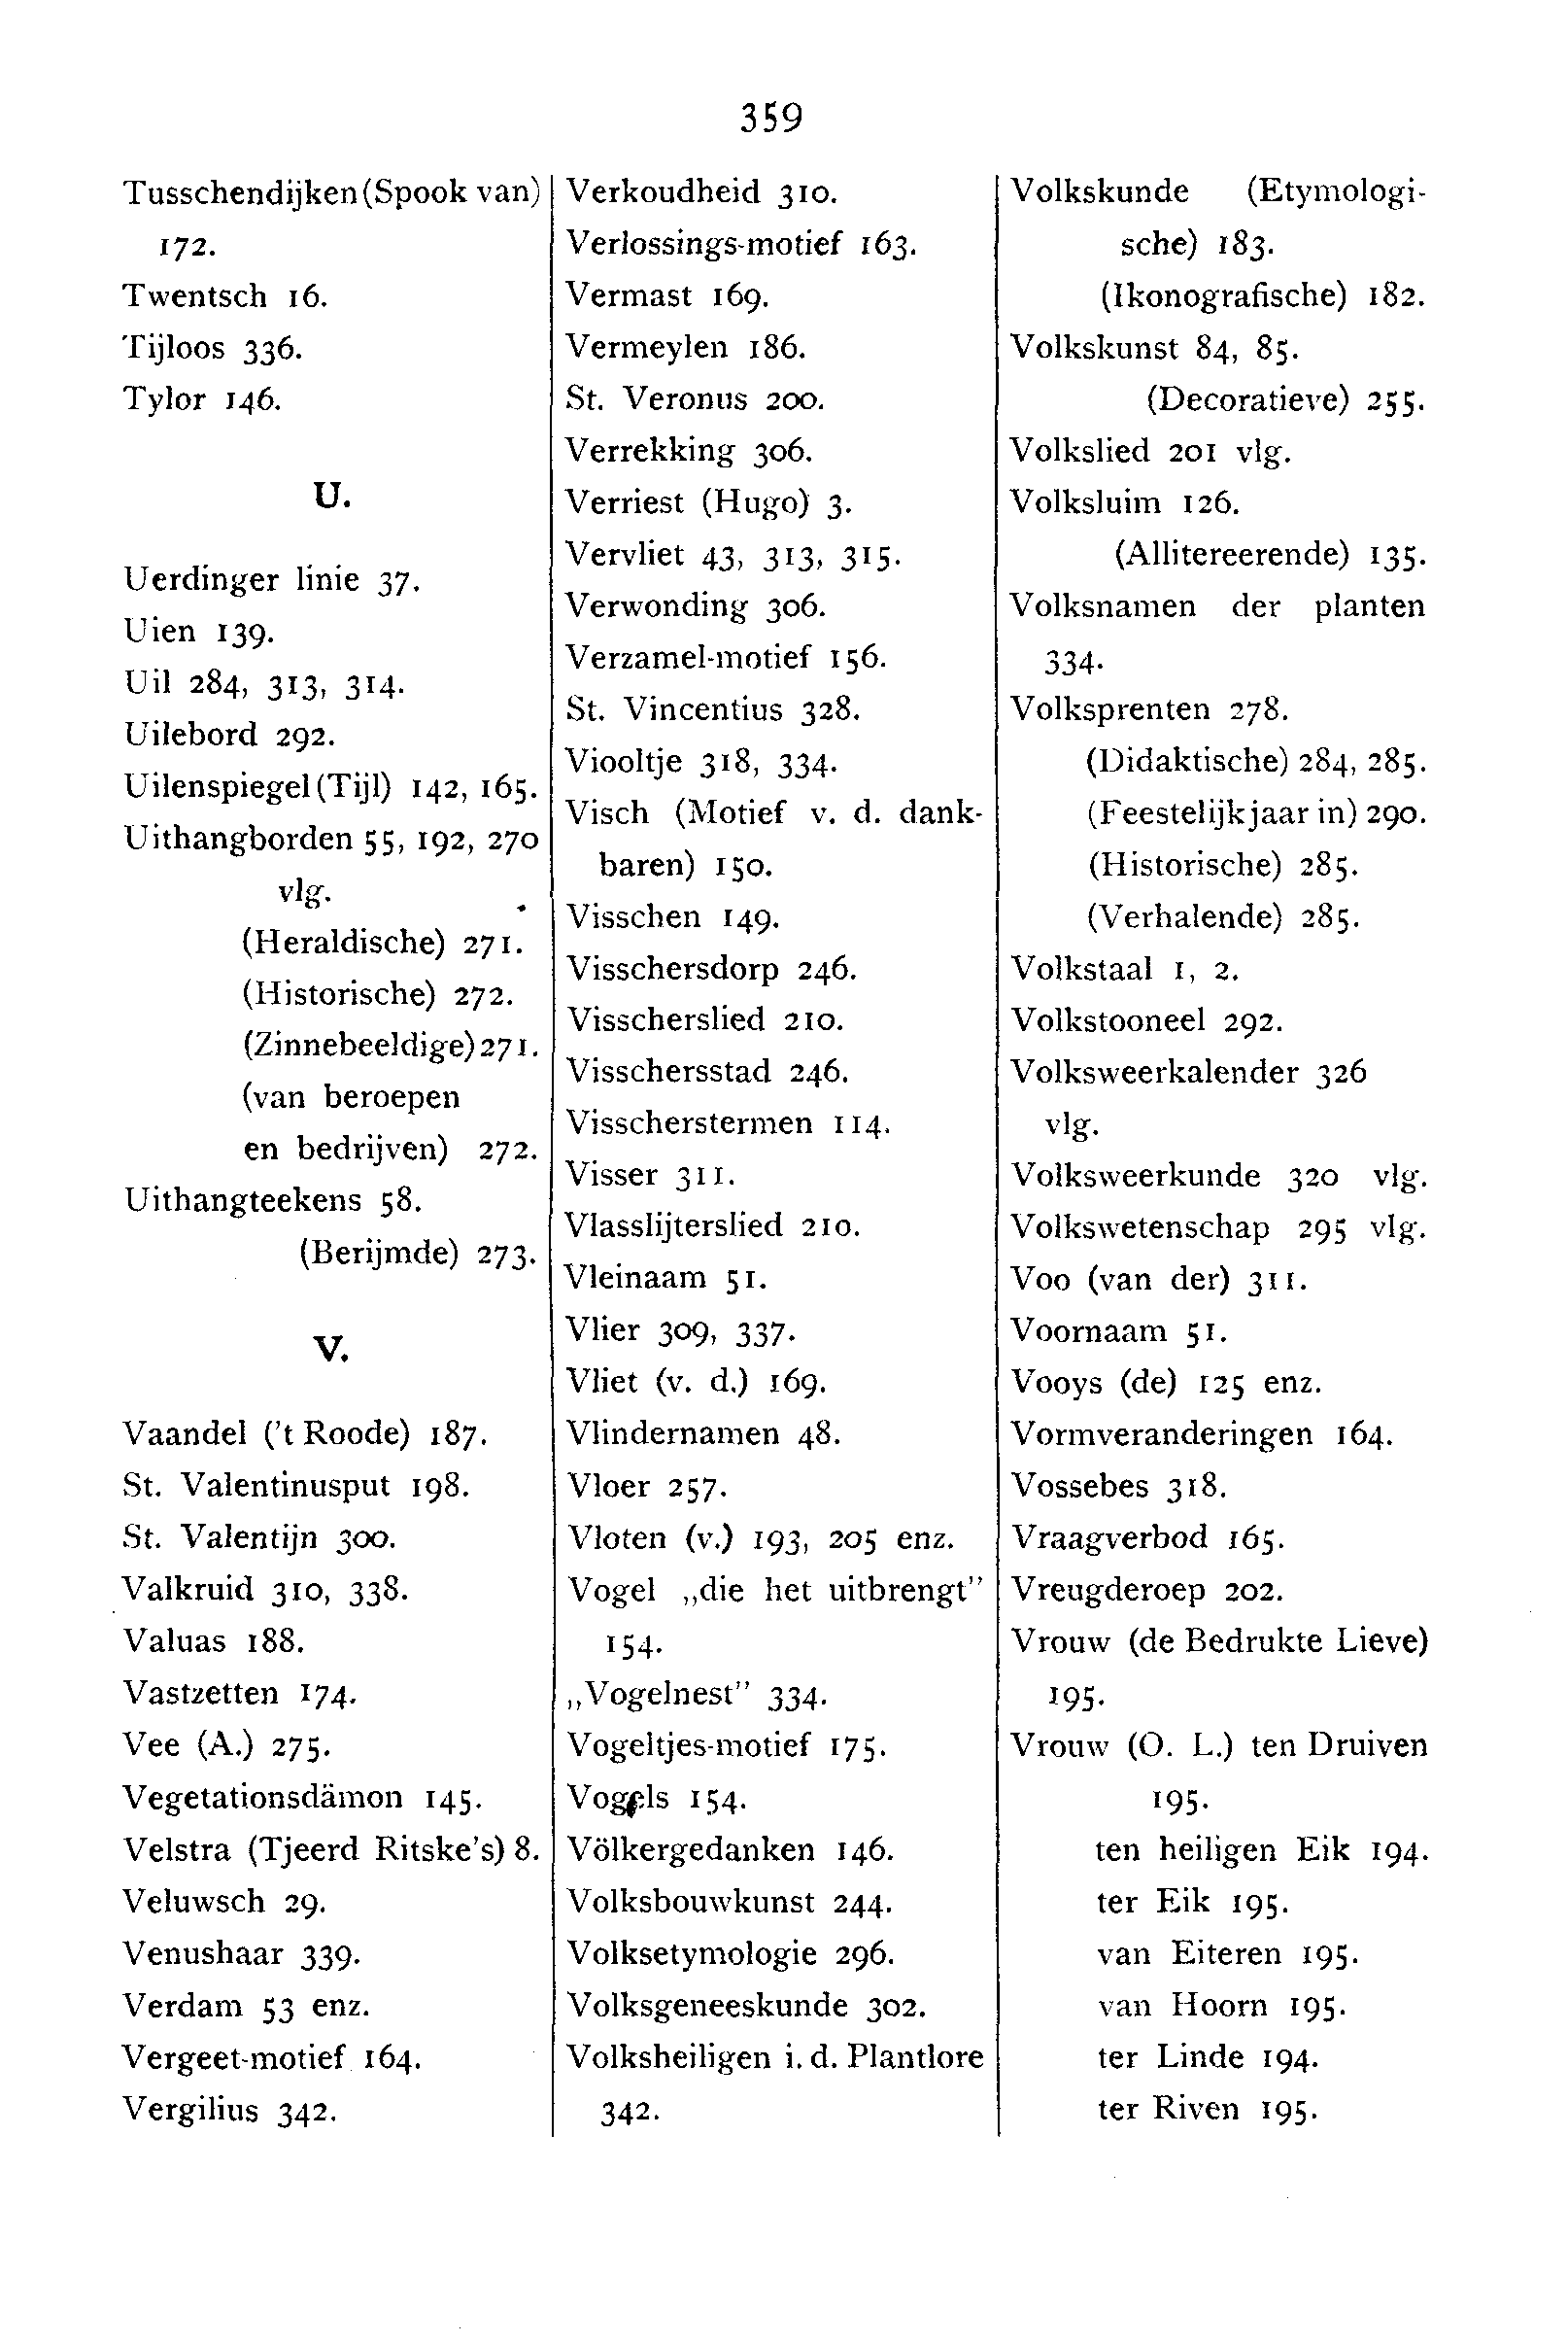 359
Tusschendijken (Spook van)
172.
Twentsch 16.
Tijloos 336.
Tylor 146.
U.
Uerdinger linie 37.
Uien 139.
Uil 284, 313, 314.
Uilebord 292.
Uilenspiegel (Tijl) 142, 165.
Uithangborden 55, 192, 270
vlg.
(Heraldische) 271.
(Historische) 272.
(Zinnebeeldige) 271.
(van beroepen
en bedrijven) 272.
Uithangteekens 58.
(Berijmde) 273.
V.
Vaandel ('t Roode) 187.
St. Valentinusput 198.
St. Valentijn 300.
Valkruid 310, 338.
Valuas 188.
Vastzetten 174.
Vee (A.) 275.
Vegetationsdämon 145.
Velstra (Tjeerd Ritske's) 8.
Veluwsch 29.
Venushaar 339.
Verdam 53 enz.
Vergeet-motief 164.
Vergilius 342.
Verkoudheid 310.
Verlossings-motief 163.
Vermast 169.
Vermeylen 186.
St. Veronus 200.
Verrekking 306.
Verriest (Hugo) 3.
Vervliet 43, 313, 315.
Verwonding 306.
Verzamel-motief 156.
St. Vincentius 328.
Viooltje 318, 334.
Visch (Motief v. d. dank-
baren) 150.
Visschen 149.
Visschersdorp 246.
Visscherslied 210.
Visschersstad 246.
Visscherstermen 114.
Visser 311.
Vlasslijterslied 210.
Vleinaam 51.
Vlier 309, 337.
Vliet (v. d.) 169.
Vlindernamen 48.
Vloer 257.
Vloten (v.) 193, 205 enz.
Vogel „die het uitbrengt”
154.
„Vogelnest” 334.
Vogeltjes-motief 175.
Vogels 154.
Völkergedanken 146.
Volksbouwkunst 244.
Volksetymologie 296.
Volksgeneeskunde 302.
Volksheiligen i. d. Plantlore
342.
Volkskunde (Etymologi-
sche) 183.
(Ikonografische) 182.
Volkskunst 84, 85.
(Decoratieve) 255.
Volkslied 201 vlg.
Volksluim 126.
(Allitereerende) 135.
Volksnamen der planten
334.
Volksprenten 278.
(Didaktische) 284, 285.
(Feestelijk jaar in) 290.
(Historische) 285.
(Verhalende) 285.
Volkstaal 1, 2.
Volkstooneel 292.
Volksweerkalender 326
vlg.
Volksweerkunde 320 vlg.
Volkswetenschap 295 vlg.
Voo (van der) 311.
Voornaam 51.
Vooys (de) 125 enz.
Vormveranderingen 164.
Vossebes 318.
Vraagverbod 165.
Vreugderoep 202.
Vrouw (de Bedrukte Lieve)
195.
Vrouw (O. L.) ten Druiven
195.
ten heiligen Eik 194.
ter Eik 195.
van Eiteren 195.
van Hoorn 195.
ter Linde 194.
ter Riven 195.